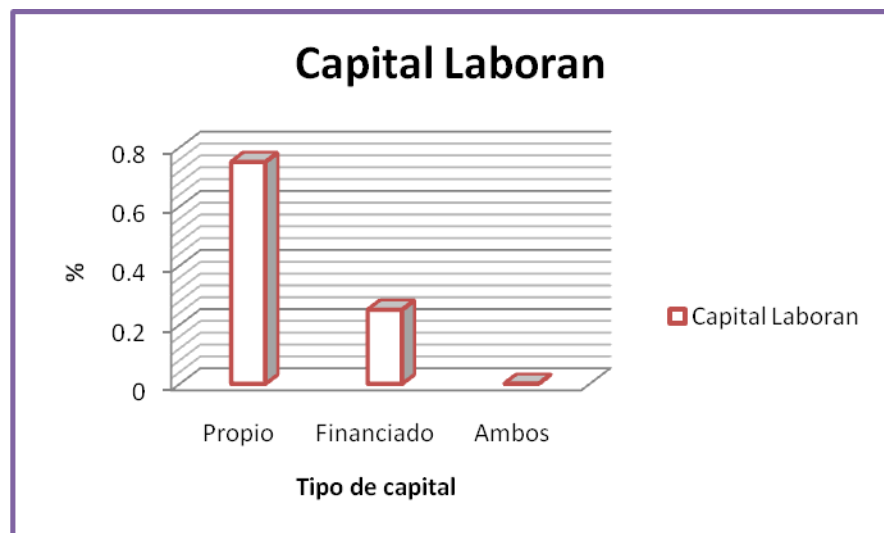 Capital Laboran
0.8
0.6
0.4
0.2
0
%
Propio
Financiado
Ambos
Tipo de capital
Capital Laboran